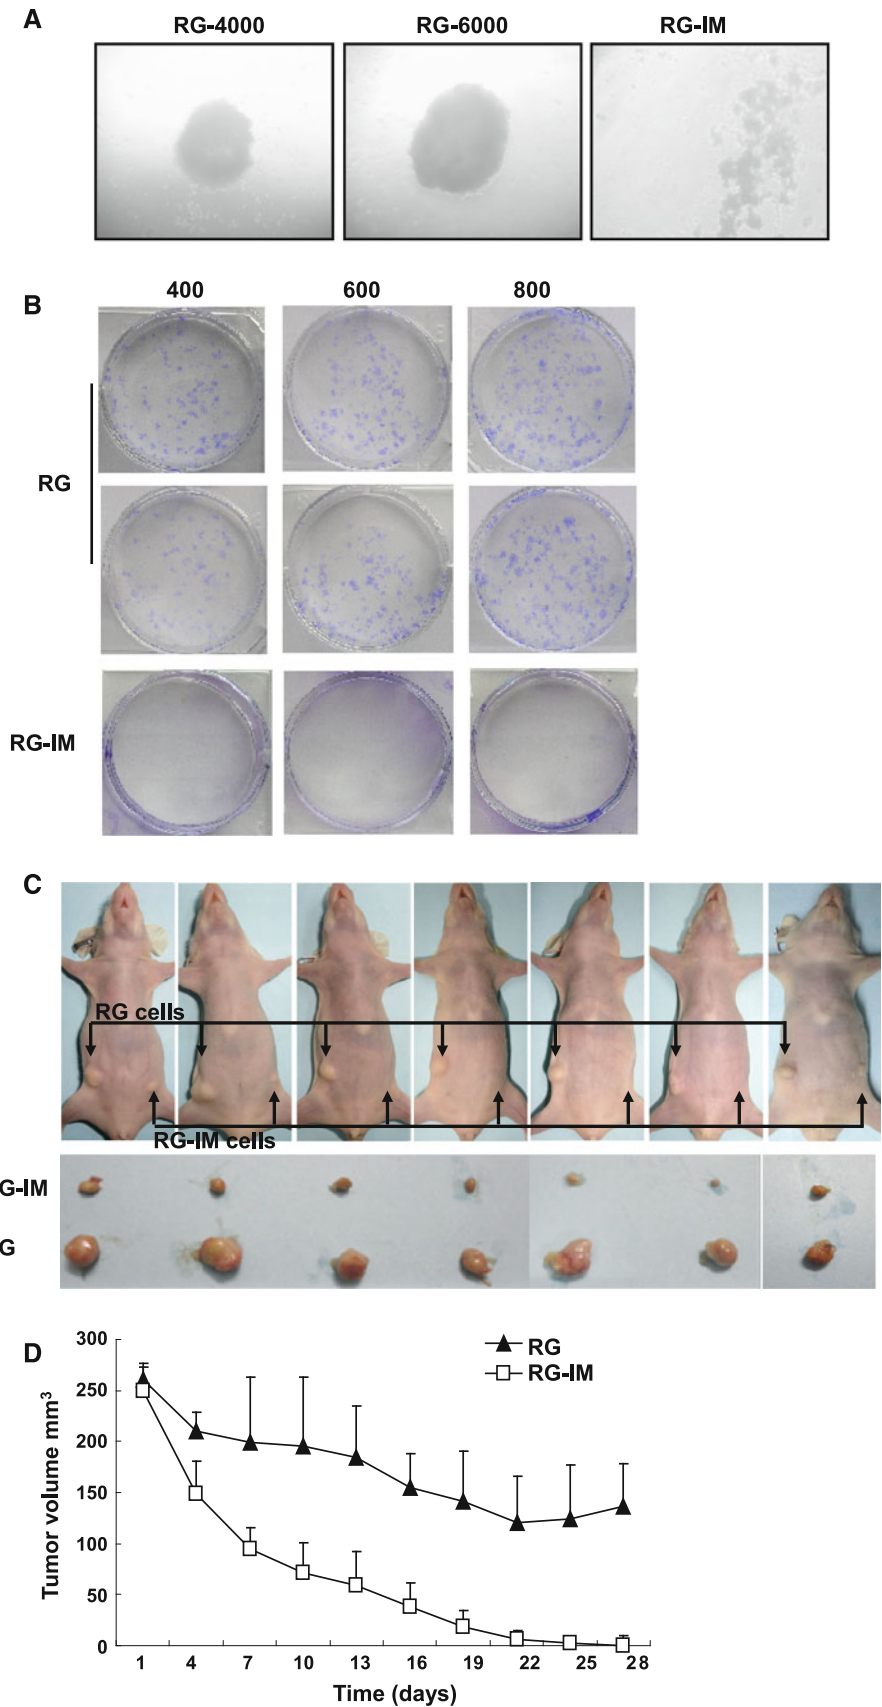 A
RG-4000 RG-6000 RG-IM
B
400 600 800
RG
RG-IM
C
RG cells
RG-IM cells
G-IM
G
D
300
250
200
150
100
50
0
Tumor volume mm³
RG
RG-IM
1 4 7 10 13 16 19 22 25 28
Time (days)